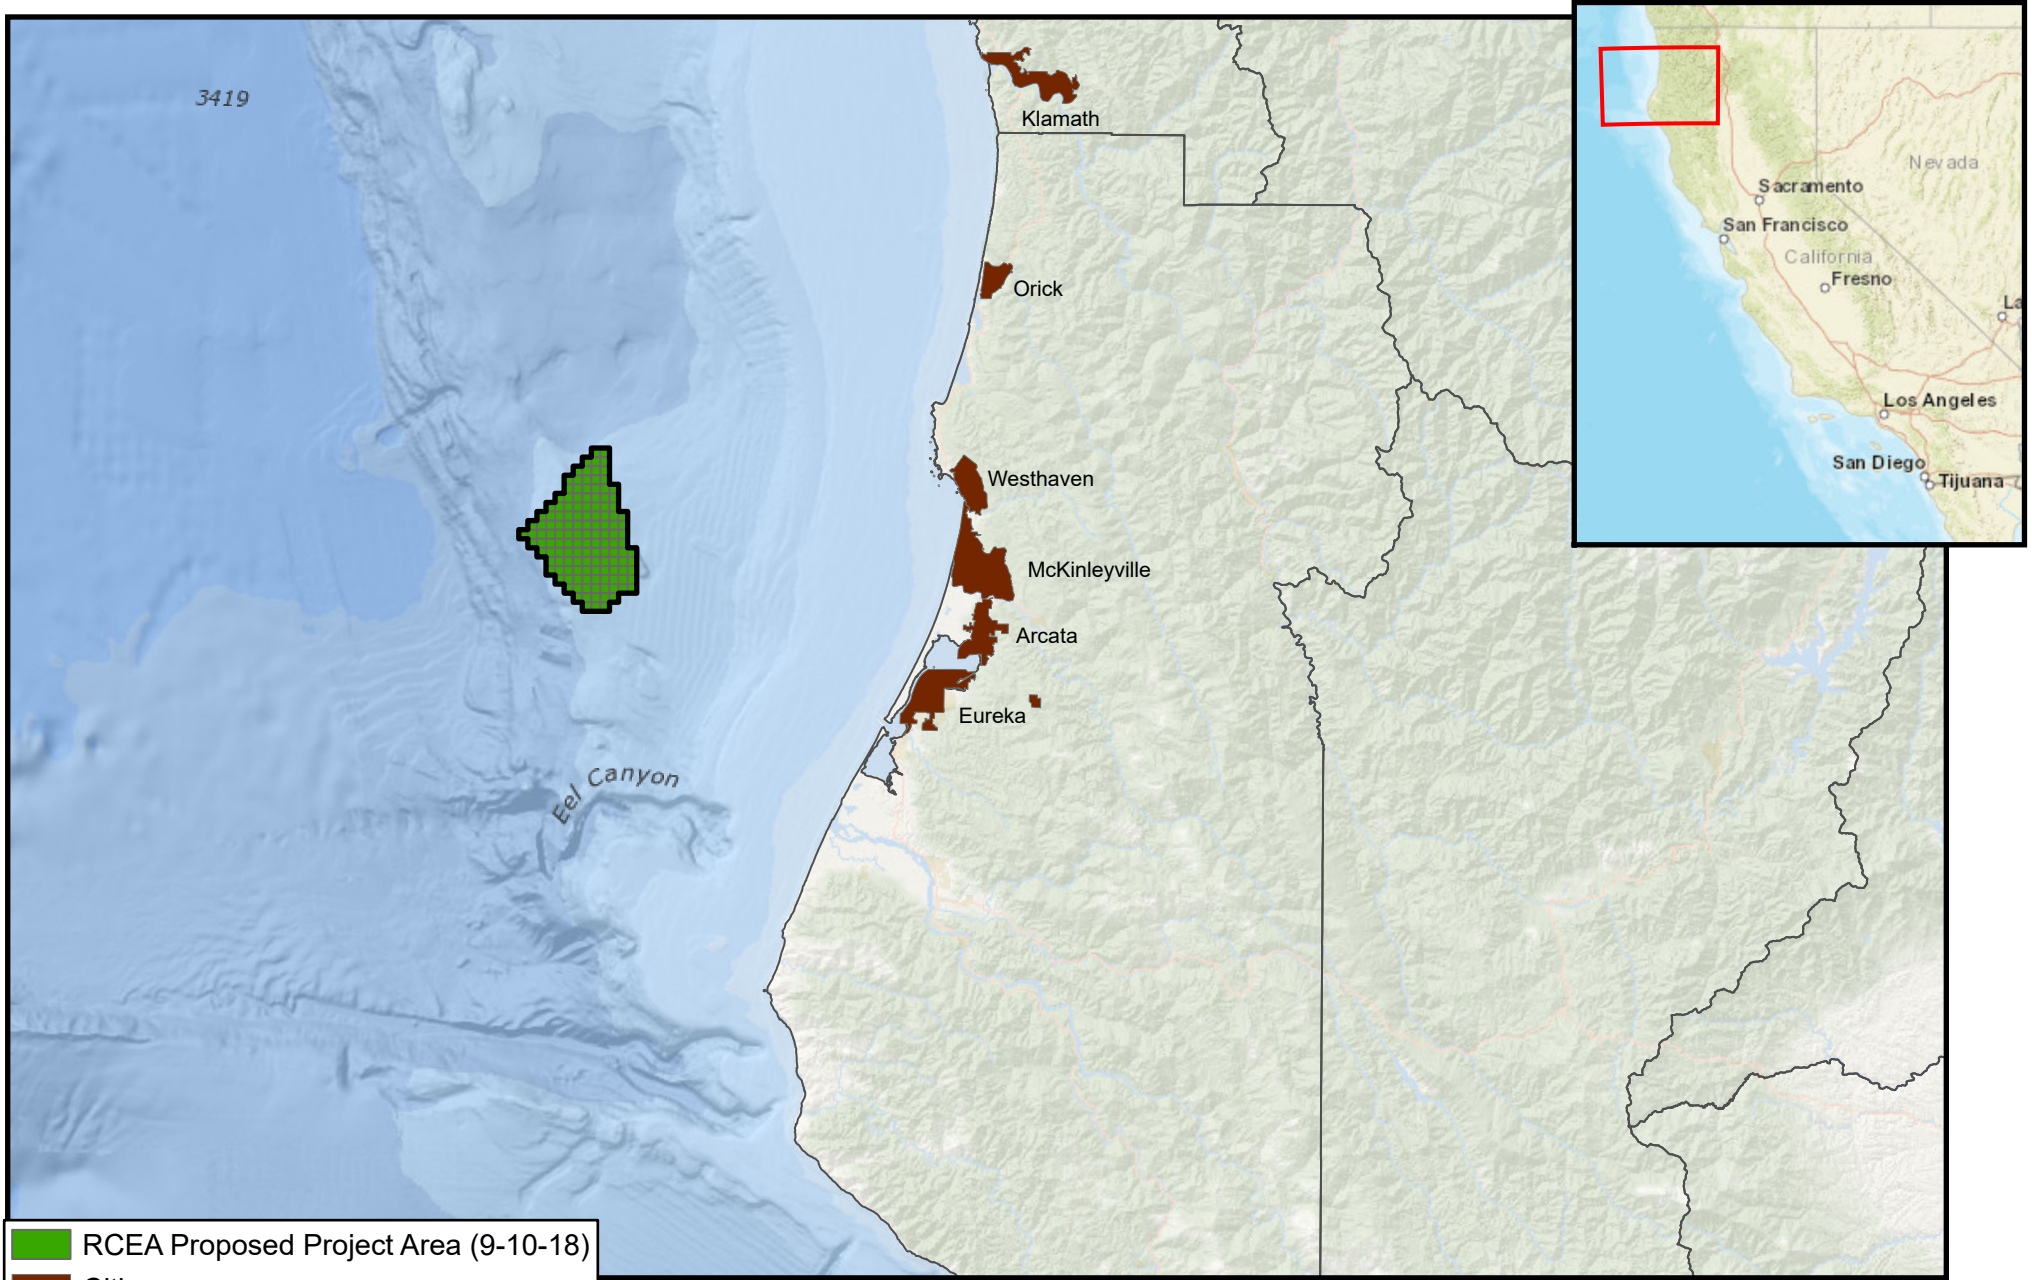 3419
Klamath
Orick
Westhaven
McKinleyville
Arcata
Eureka
Eel Canyon
RCEA Proposed Project Area (9-10-18)
Nevada
Sacramento
San Francisco
California
Fresno
Los Angeles
San Diego
Tijuana